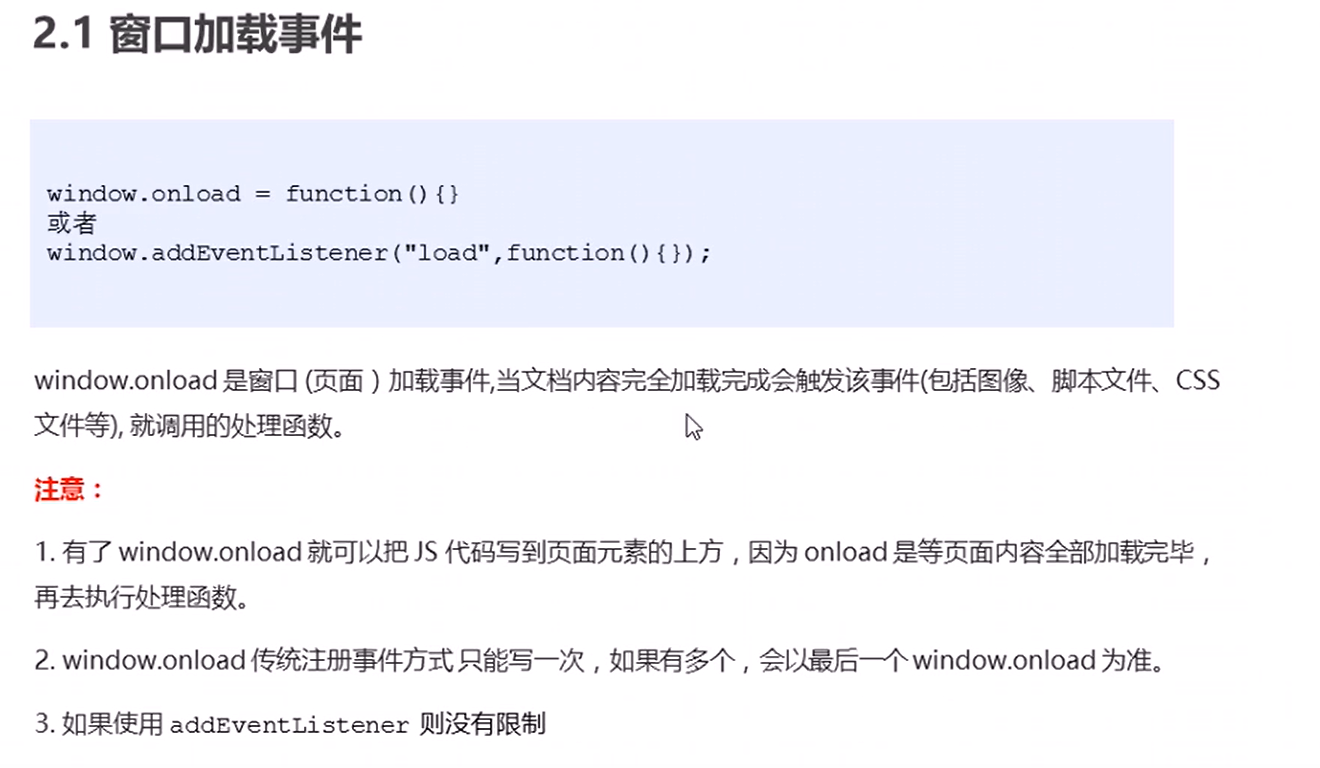 2.1 窗口加载事件
window.onload = function(){}
或者
window.addEventListener("load",function(){});
window.onload 是窗口 (页面）加载事件,当文档内容完全加载完成会触发该事件(包括图像、脚本文件、CSS
文件等), 就调用的处理函数。
注意：
1. 有了 window.onload 就可以把 JS 代码写到页面元素的上方，因为 onload 是等页面内容全部加载完毕，
再去执行处理函数。
2. window.onload 传统注册事件方式 只能写一次，如果有多个，会以最后一个 window.onload 为准。
3. 如果使用 addEventListener 则没有限制